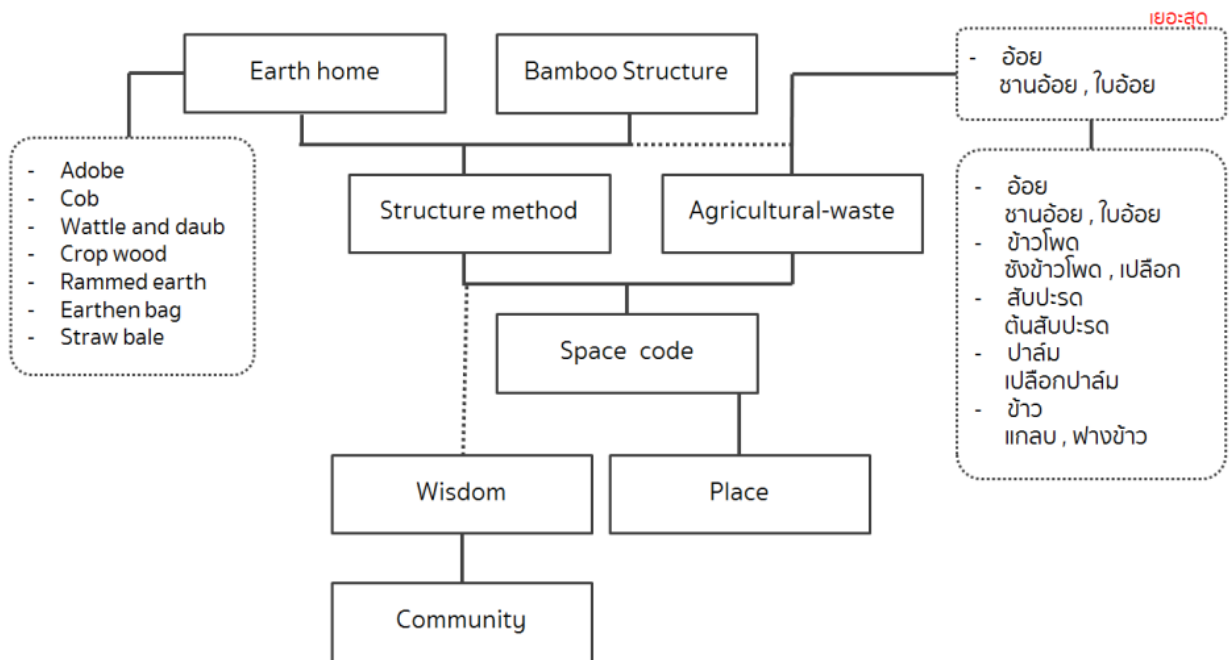 เยอะสุด
Earth home
Bamboo Structure
- อ้อย
ชานอ้อย , ใบอ้อย
- Adobe
- Cob
- Wattle and daub
- Crop wood
- Rammed earth
- Earthen bag
- Straw bale
Structure method
Agricultural-waste
- อ้อย
ชานอ้อย , ใบอ้อย
- ข้าวโพด
ซังข้าวโพด , เปลือก
- สับปะรด
ต้นสับปะรด
- ปาล์ม
เปลือกปาล์ม
- ข้าว
แกลบ , ฟางข้าว
Space code
Wisdom
Place
Community